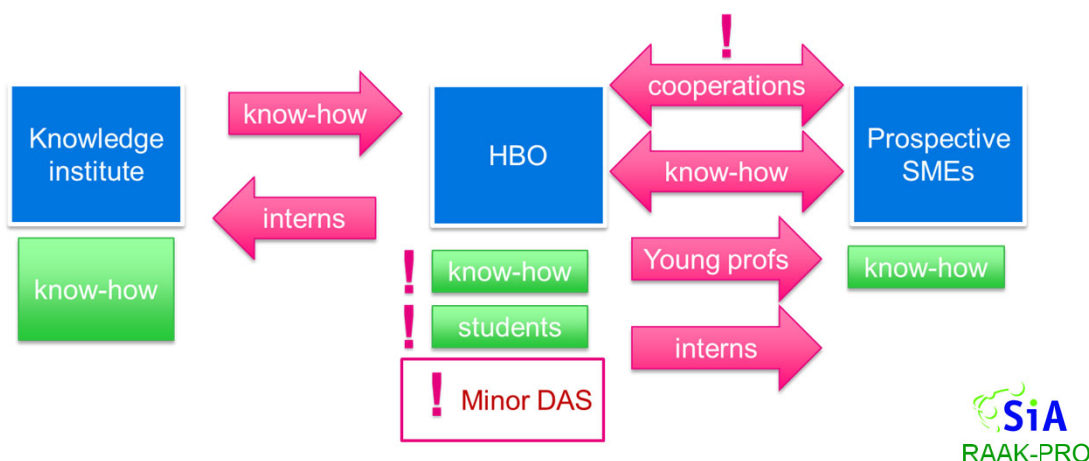 !
cooperations
know-how
Knowledge
institute
HBO
Prospective
SMEs
know-how
interns
know-how
! know-how
Young profs
know-how
! students
interns
! Minor DAS
SiA
RAAK-PRO